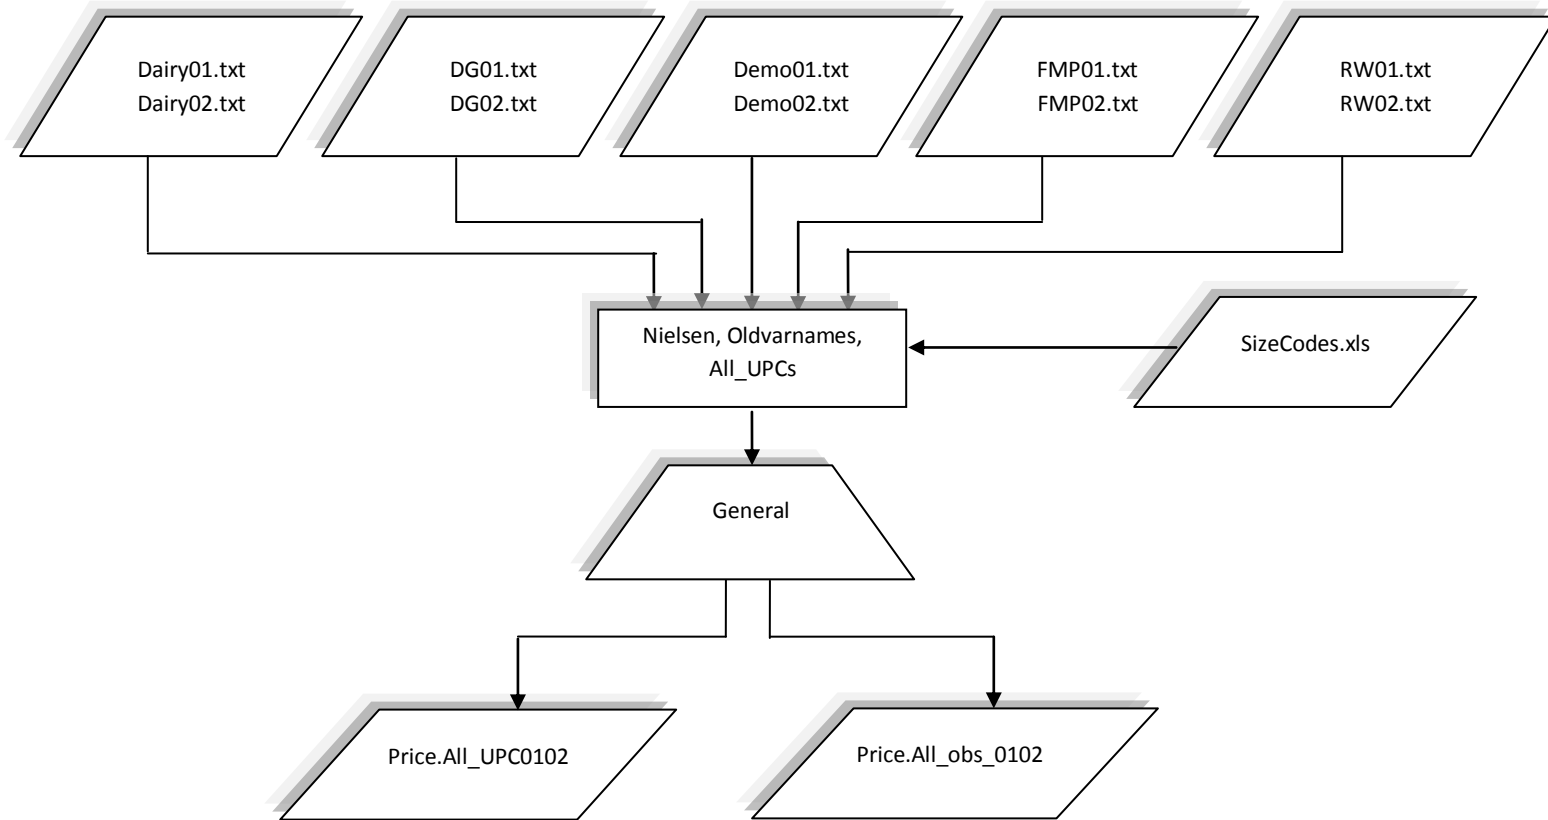 Dairy01.txt
Dairy02.txt
DG01.txt
DG02.txt
Demo01.txt
Demo02.txt
FMP01.txt
FMP02.txt
RW01.txt
RW02.txt
Nielsen, Oldvarnames,
All_UPCs
SizeCodes.xls
General
Price.All_UPC0102
Price.All_obs_0102